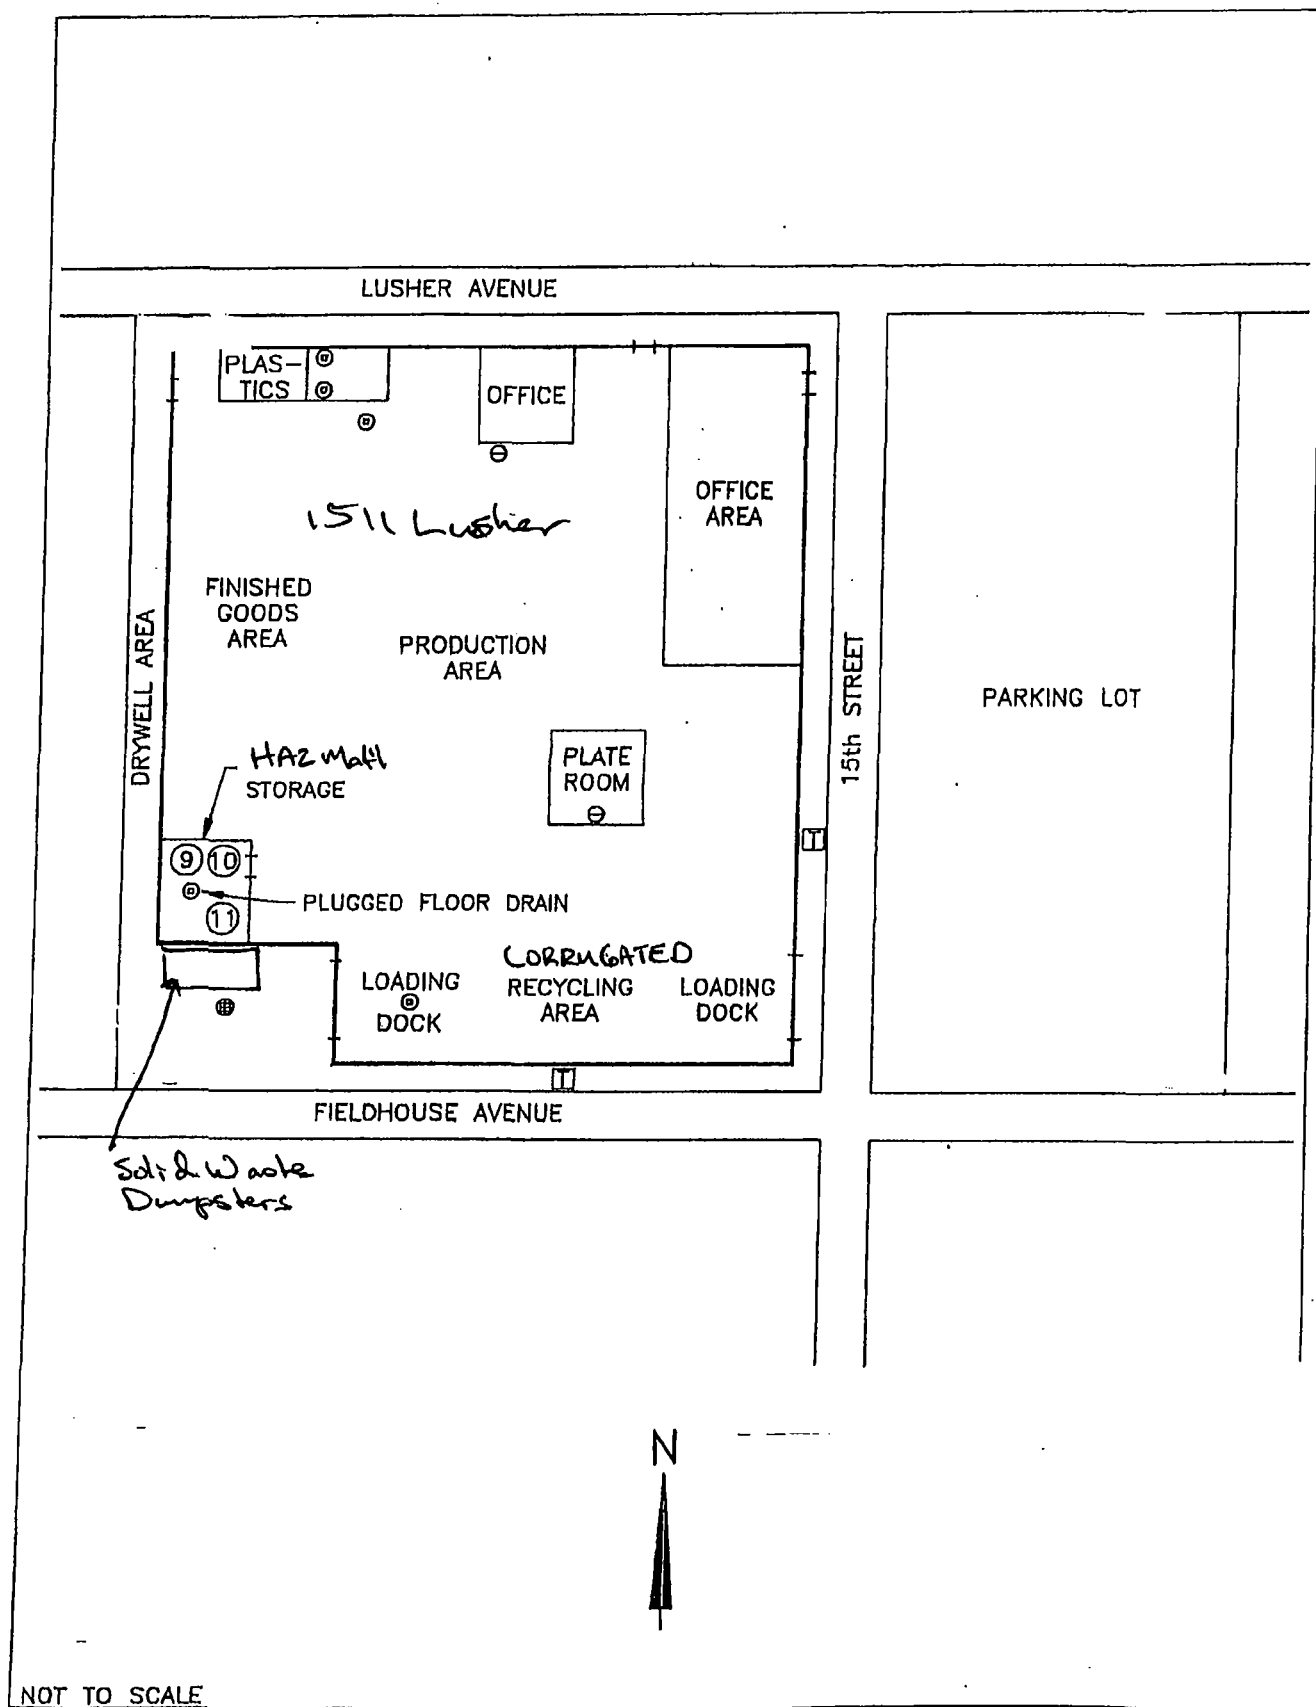 LUSHER AVENUE
PLAS-
TICS
OFFICE
OFFICE
AREA
1511 Lusher
FINISHED
GOODS
AREA
PRODUCTION
AREA
DRYWELL AREA
15th STREET
PARKING LOT
HAZ Mat'l
STORAGE
PLATE
ROOM
9 10
T
PLUGGED FLOOR DRAIN
11
CORRUGATED
LOADING
DOCK
RECYCLING
AREA
LOADING
DOCK
T
FIELDHOUSE AVENUE
Solid Waste
Dumpsters
N
NOT TO SCALE